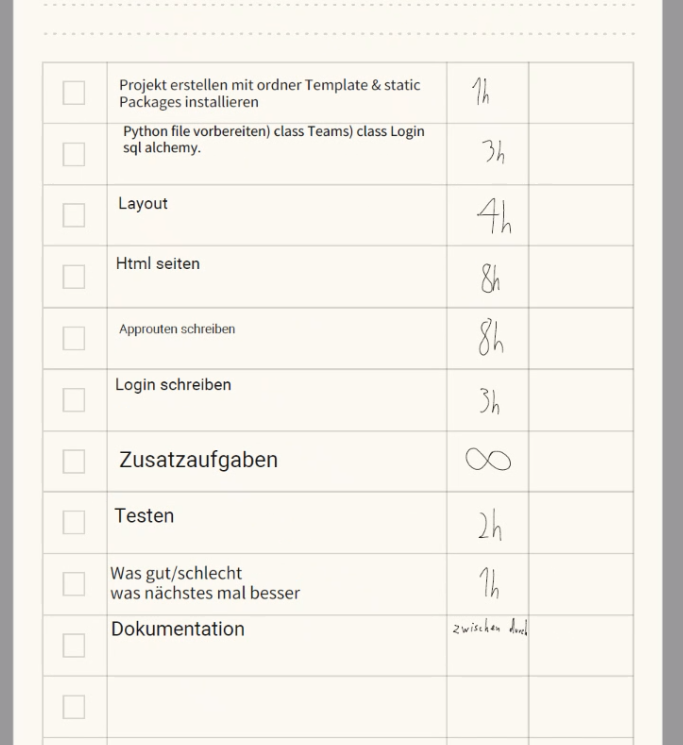 Projekt erstellen mit ordner Template & static
Packages installieren
1h
Python file vorbereiten) class Teams) class Login
sql alchemy.
3h
Layout
4h
Html seiten
8h
Approuten schreiben
8h
Login schreiben
3h
Zusatzaufgaben
∞
Testen
2h
Was gut/schlecht
was nächstes mal besser
1h
Dokumentation
zwischen durch